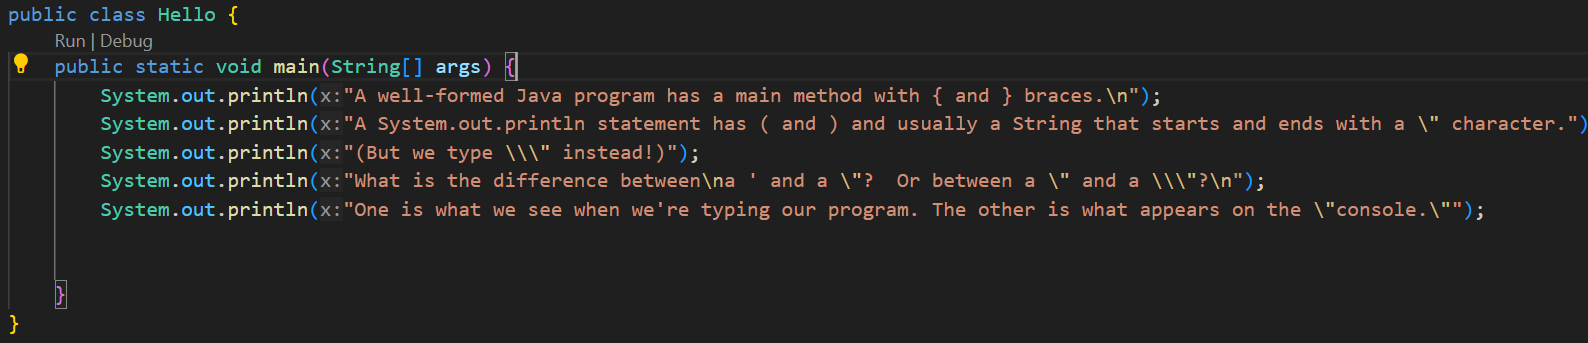 public class Hello {
Run | Debug
public static void main(String[] args) {
System.out.println(x:"A well-formed Java program has a main method with { and } braces.\n");
System.out.println(x:"A System.out.println statement has ( and ) and usually a String that starts and ends with a \" character.")
System.out.println(x:"(But we type \\\" instead!)");
System.out.println(x:"What is the difference between\na ' and a \"?  Or between a \" and a \\\"?\n");
System.out.println(x:"One is what we see when we're typing our program. The other is what appears on the \"console.\"");
}
}